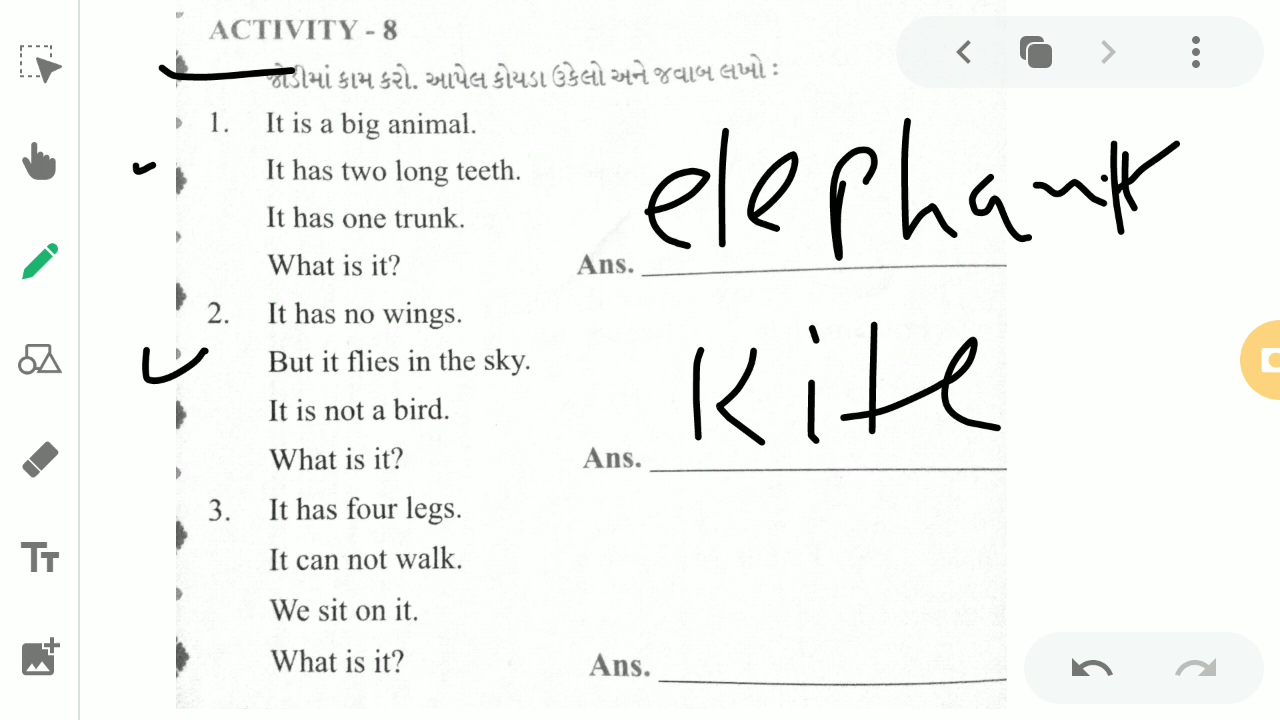 ACTIVITY - 8
જોડીમાં કામ કરો. આપેલ કોયડા ઉકેલો અને જવાબ લખો :
1. It is a big animal.
It has two long teeth.
It has one trunk.
What is it? Ans. elephant
2. It has no wings.
But it flies in the sky.
It is not a bird.
What is it? Ans. Kite
3. It has four legs.
It can not walk.
We sit on it.
What is it? Ans.
TT